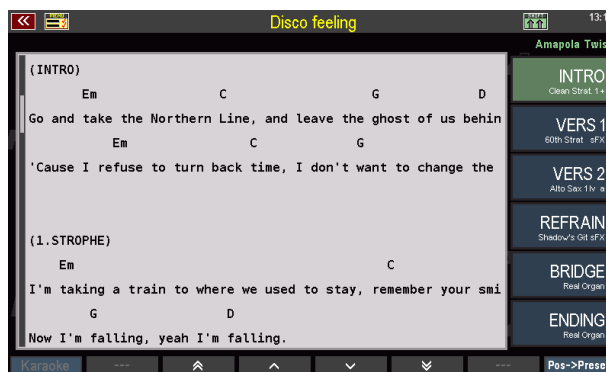 MENU
Disco feeling
SHIFT
13:1
Amapola Twis
(INTRO)
Em C G D
Go and take the Northern Line, and leave the ghost of us behin
Em C G
'Cause I refuse to turn back time, I don't want to change the
(1.STROPHE)
Em C
I'm taking a train to where we used to stay, remember your smi
G D
Now I'm falling, yeah I'm falling.
INTRO
Clean Strat. 1+
VERS 1
60th Strat sFX
VERS 2
Alto Sax 1lv a
REFRAIN
Shadow's Git sFX
BRIDGE
Real Organ
ENDING
Real Organ
Karaoke --- --- Pos->Prese